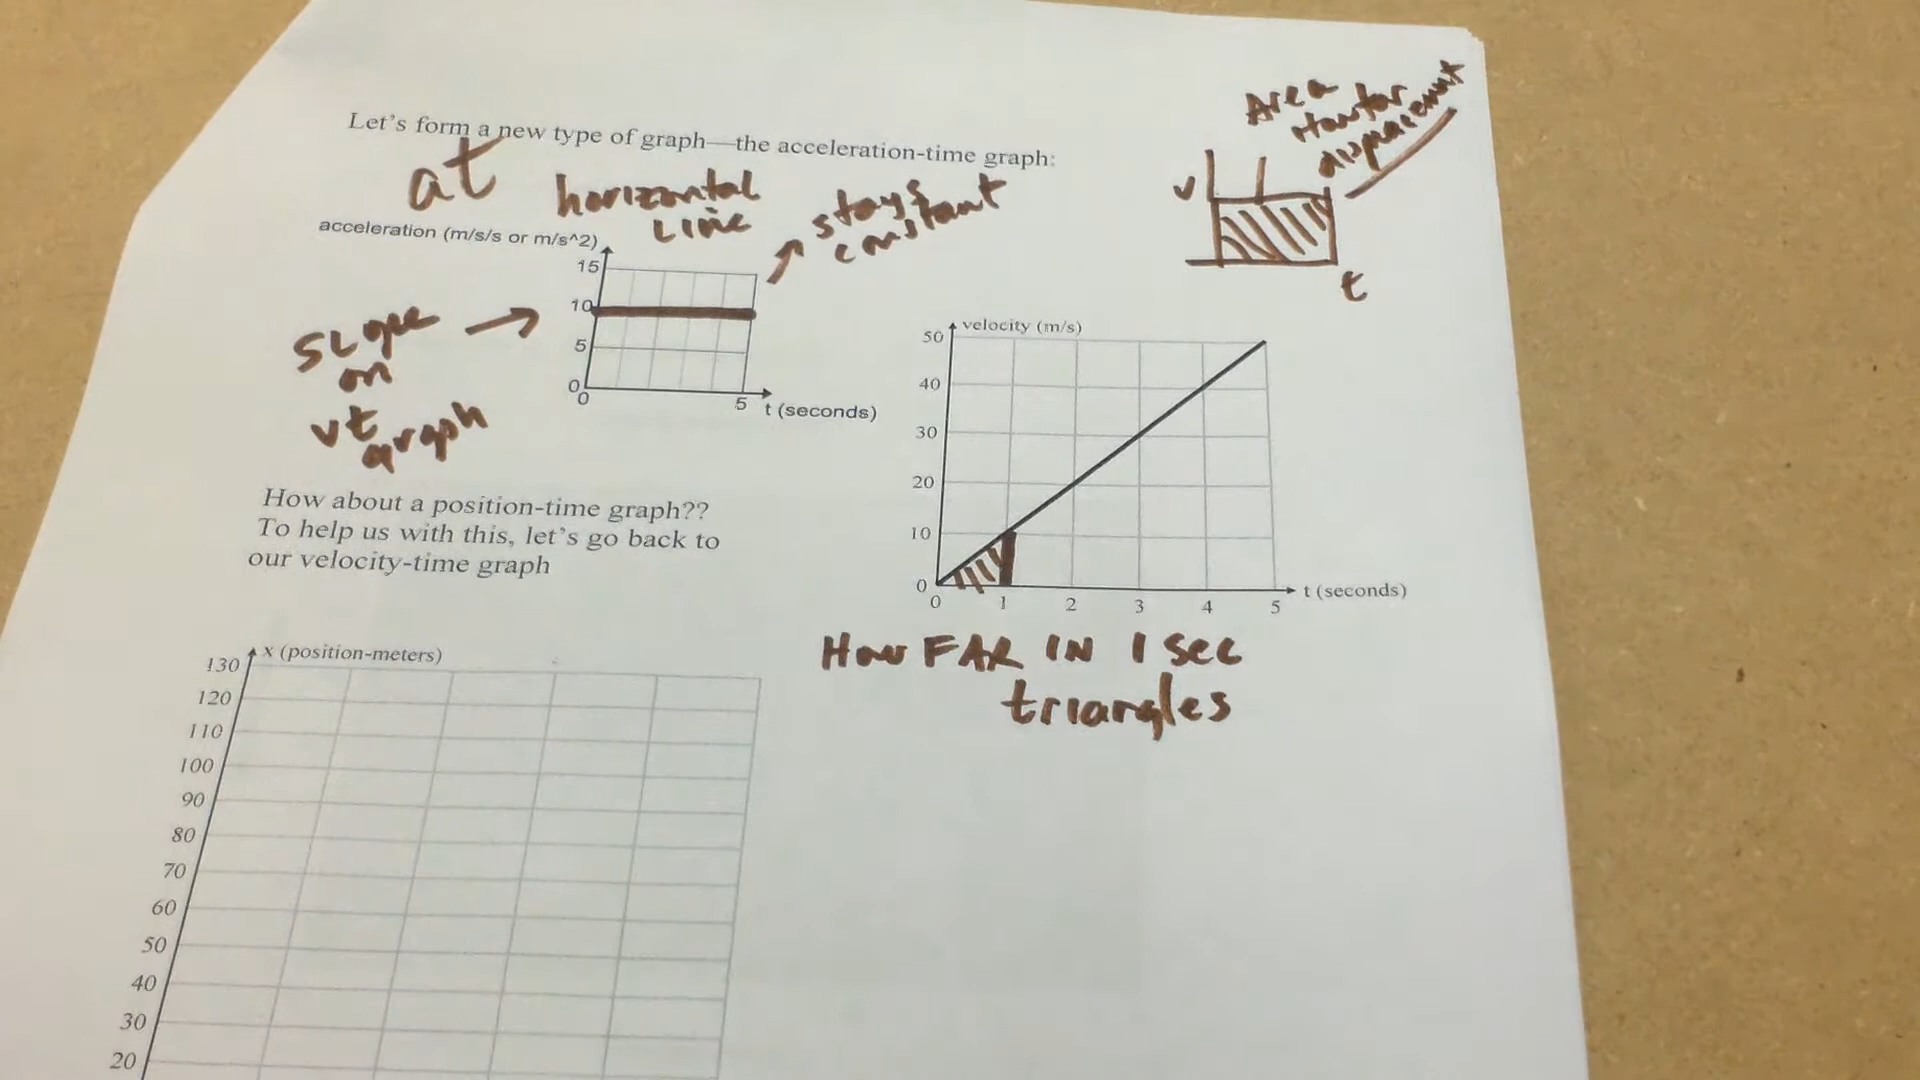 Let's form a new type of graph—the acceleration-time graph:
at
horizontal
line
stays
constant
acceleration (m/s/s or m/s^2)
15
10
5
0
0
5
t (seconds)
slope
on
vt
graph
Area
How far
displacement
v
t
velocity (m/s)
50
40
30
20
10
0
0
1
2
3
4
5
t (seconds)
How FAR IN 1 sec
triangles
How about a position-time graph??
To help us with this, let's go back to
our velocity-time graph
x (position-meters)
130
120
110
100
90
80
70
60
50
40
30
20